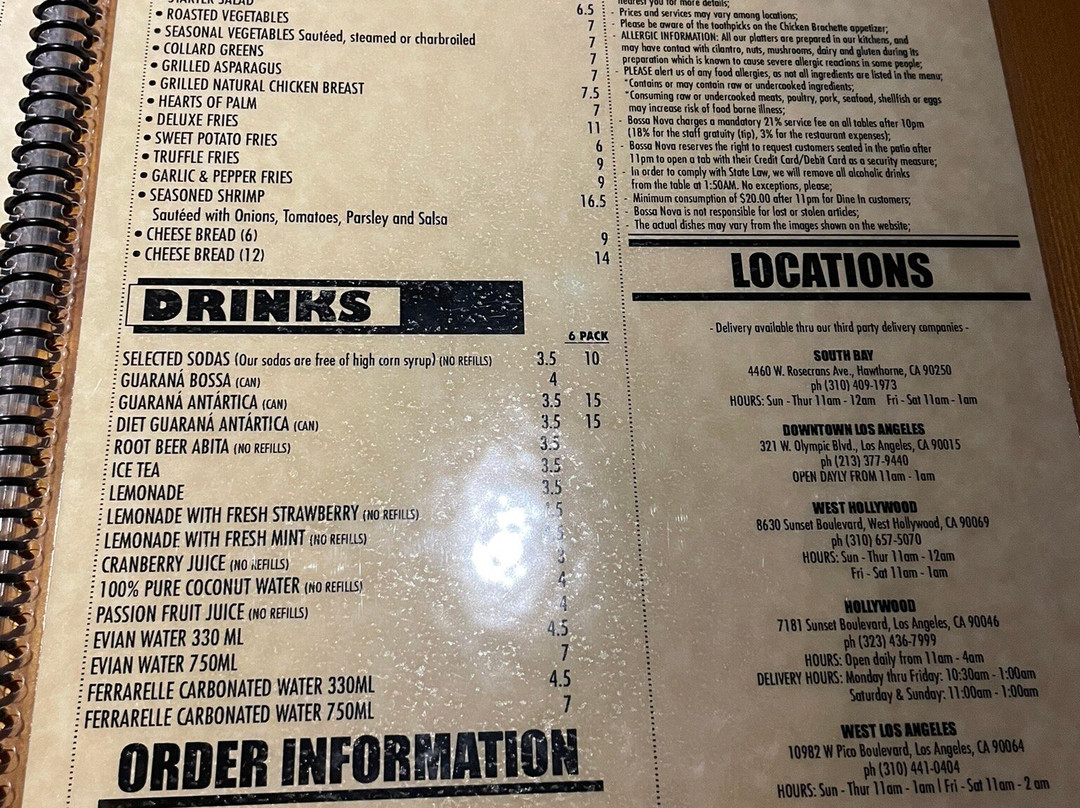 STARTER SALAD 6.5
• ROASTED VEGETABLES 7
• SEASONAL VEGETABLES Sautéed, steamed or charbroiled 7
• COLLARD GREENS 7
• GRILLED ASPARAGUS 7
• GRILLED NATURAL CHICKEN BREAST 7.5
• HEARTS OF PALM 7
• DELUXE FRIES 11
• SWEET POTATO FRIES 6
• TRUFFLE FRIES 9
• GARLIC & PEPPER FRIES 9
• SEASONED SHRIMP 16.5
Sautéed with Onions, Tomatoes, Parsley and Salsa
• CHEESE BREAD (6) 9
• CHEESE BREAD (12) 14
DRINKS
6 PACK
SELECTED SODAS (Our sodas are free of high corn syrup) (NO REFILLS) 3.5 10
GUARANÁ BOSSA (CAN) 4
GUARANÁ ANTÁRTICA (CAN) 3.5 15
DIET GUARANÁ ANTÁRTICA (CAN) 3.5 15
ROOT BEER ABITA (NO REFILLS) 3.5
ICE TEA 3.5
LEMONADE 3.5
LEMONADE WITH FRESH STRAWBERRY (NO REFILLS)
LEMONADE WITH FRESH MINT (NO REFILLS)
CRANBERRY JUICE (NO REFILLS) 3
100% PURE COCONUT WATER (NO REFILLS) 4
PASSION FRUIT JUICE (NO REFILLS) 4
EVIAN WATER 330 ML 4.5
EVIAN WATER 750ML 7
FERRARELLE CARBONATED WATER 330ML 4.5
FERRARELLE CARBONATED WATER 750ML 7
ORDER INFORMATION
nearest you for more details;
- Prices and services may vary among locations;
- Please be aware of the toothpicks on the Chicken Brochette appetizer;
- ALLERGIC INFORMATION: All our platters are prepared in our kitchens, and
may have contact with cilantro, nuts, mushrooms, dairy and gluten during its
preparation which is known to cause severe allergic reactions in some people;
- PLEASE alert us of any food allergies, as not all ingredients are listed in the menu;
*Contains or may contain raw or undercooked ingredients;
*Consuming raw or undercooked meats, poultry, pork, seafood, shellfish or eggs
may increase risk of food borne illness;
- Bossa Nova charges a mandatory 21% service fee on all tables after 10pm
(18% for the staff gratuity (tip), 3% for the restaurant expenses);
- Bossa Nova reserves the right to request customers seated in the patio after
11pm to open a tab with their Credit Card/Debit Card as a security measure;
- In order to comply with State Law, we will remove all alcoholic drinks
from the table at 1:50AM. No exceptions, please;
- Minimum consumption of $20.00 after 11pm for Dine In customers;
- Bossa Nova is not responsible for lost or stolen articles;
- The actual dishes may vary from the images shown on the website;
LOCATIONS
- Delivery available thru our third party delivery companies -
SOUTH BAY
4460 W. Rosecrans Ave., Hawthorne, CA 90250
ph (310) 409-1973
HOURS: Sun - Thur 11am - 12am Fri - Sat 11am - 1am
DOWNTOWN LOS ANGELES
321 W. Olympic Blvd., Los Angeles, CA 90015
ph (213) 377-9440
OPEN DAYLY FROM 11am - 1am
WEST HOLLYWOOD
8630 Sunset Boulevard, West Hollywood, CA 90069
ph (310) 657-5070
HOURS: Sun - Thur 11am - 12am
Fri - Sat 11am - 1am
HOLLYWOOD
7181 Sunset Boulevard, Los Angeles, CA 90046
ph (323) 436-7999
HOURS: Open daily from 11am - 4am
DELIVERY HOURS: Monday thru Friday: 10:30am - 1:00am
Saturday & Sunday: 11:00am - 1:00am
WEST LOS ANGELES
10982 W Pico Boulevard, Los Angeles, CA 90064
ph (310) 441-0404
HOURS: Sun - Thur 11am - 1am | Fri - Sat 11am - 2 am